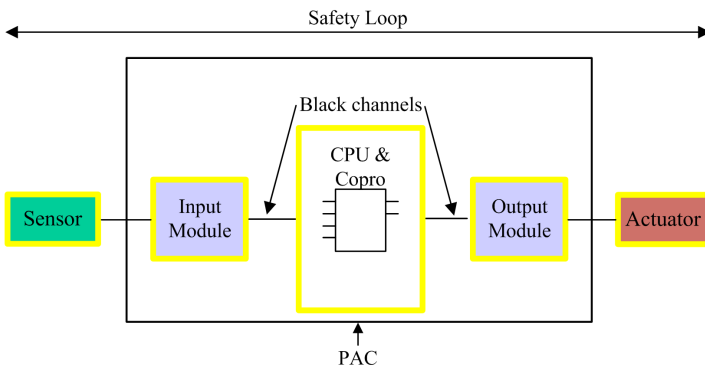 Safety Loop
Black channels
CPU &
Copro
Sensor
Input
Module
Output
Module
Actuator
PAC